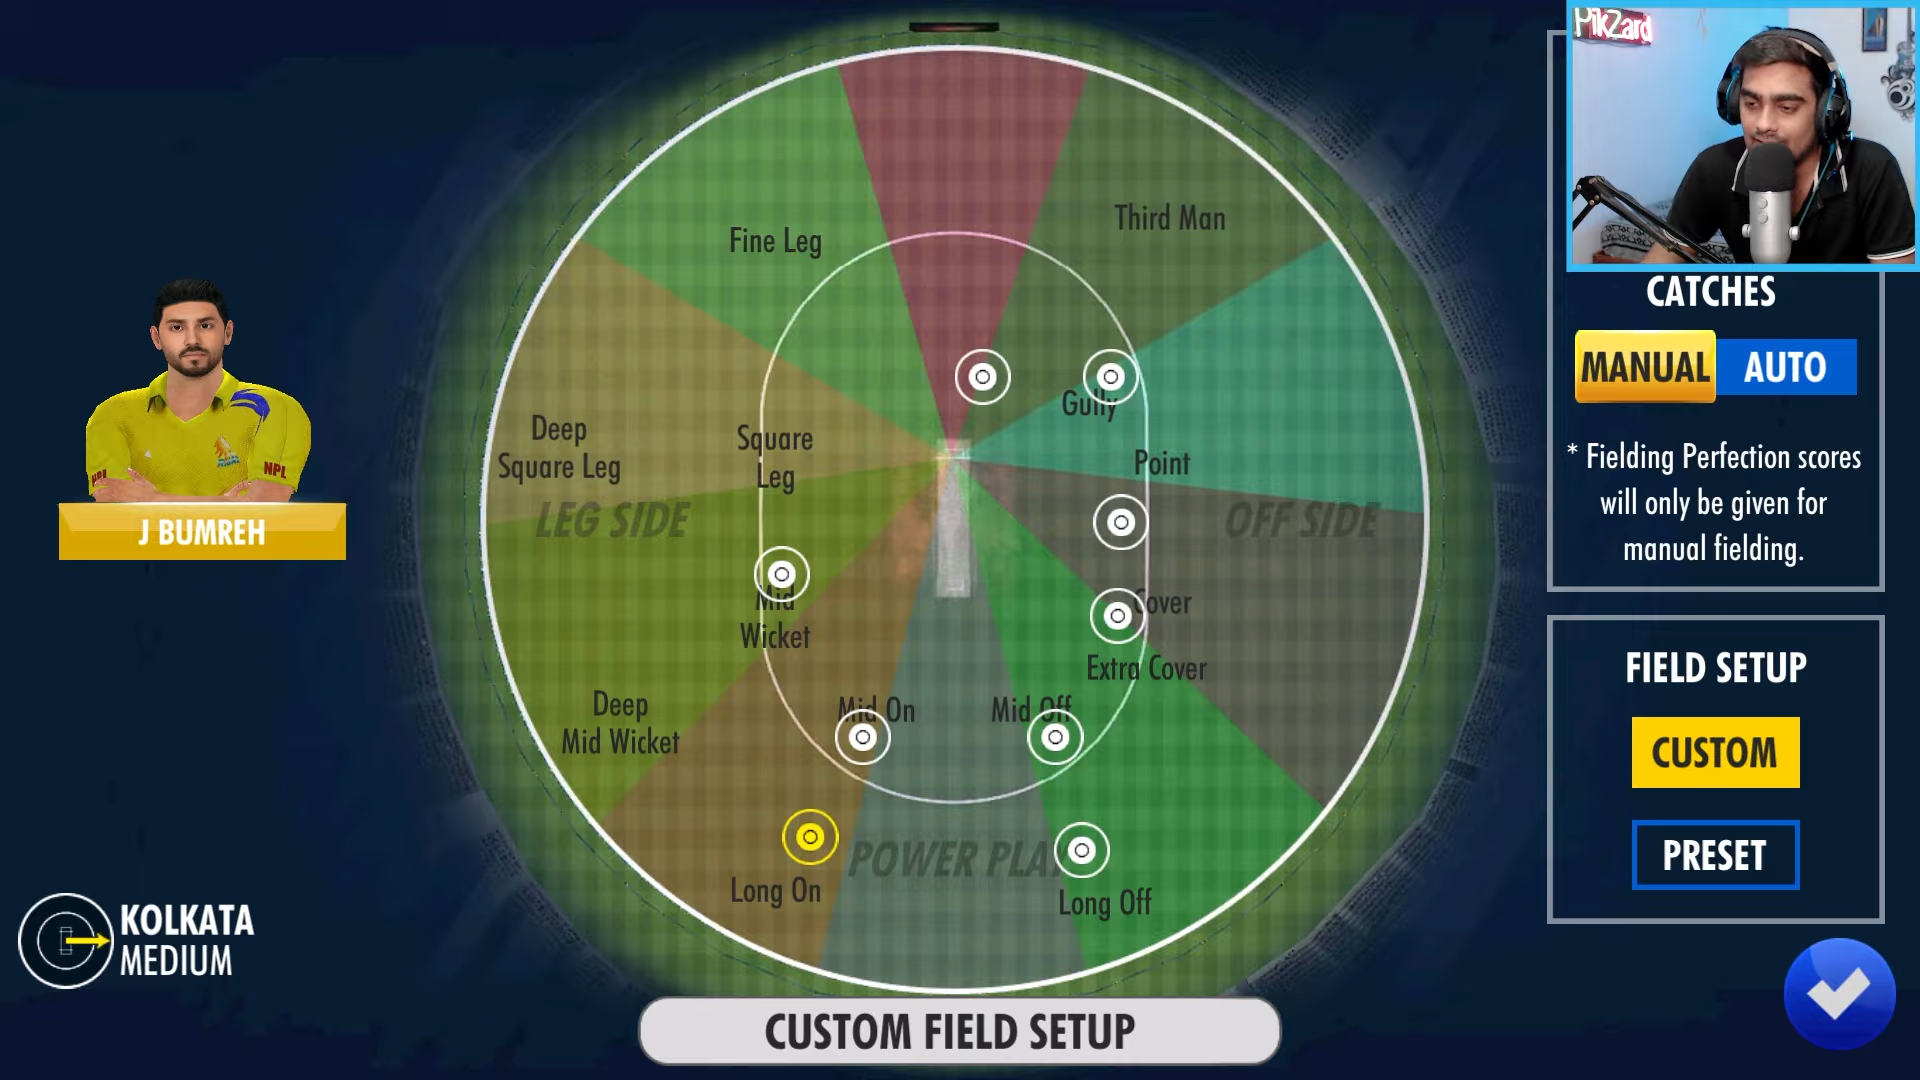 PikZard
Third Man
Fine Leg
CATCHES
MANUAL
AUTO
Gully
Deep
Square Leg
Square
Leg
Point
* Fielding Perfection scores
will only be given for
manual fielding.
LEG SIDE
OFF SIDE
NPL
J BUMREH
Mid
Wicket
Cover
Extra Cover
FIELD SETUP
Deep
Mid Wicket
Mid On
Mid Off
CUSTOM
POWER PLAY
PRESET
Long On
Long Off
KOLKATA
MEDIUM
CUSTOM FIELD SETUP